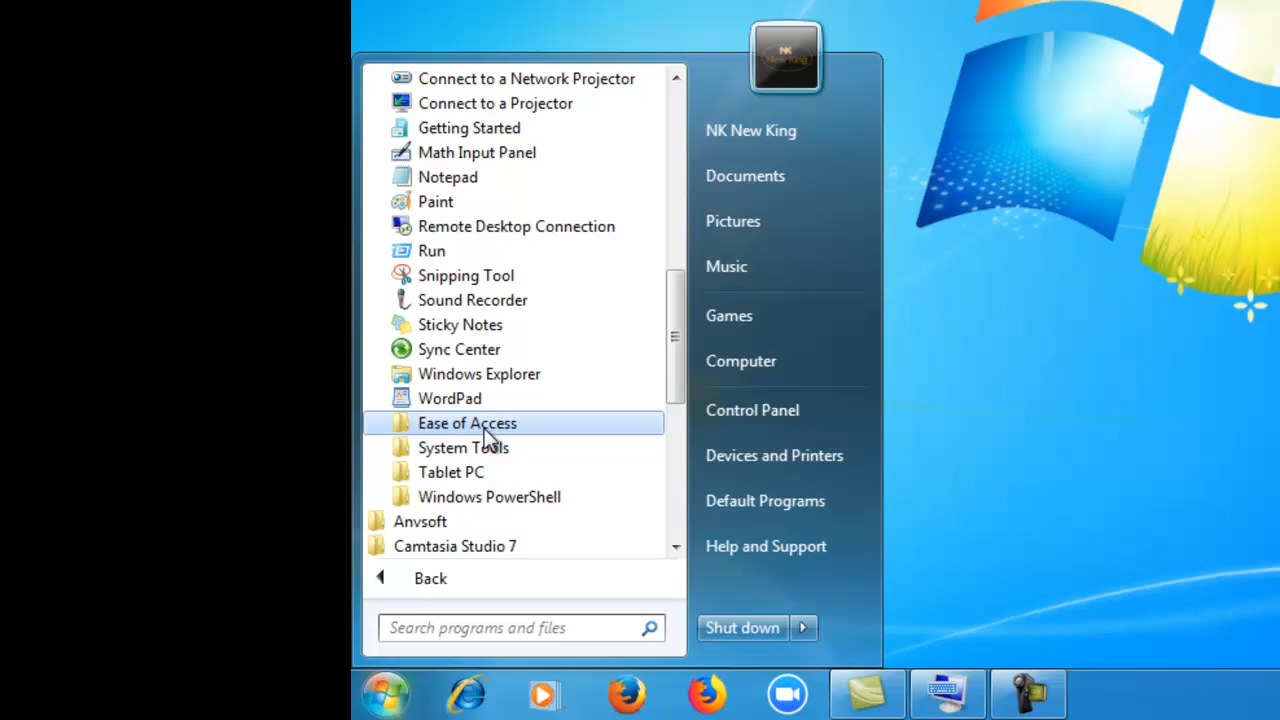 Connect to a Network Projector
Connect to a Projector
Getting Started
Math Input Panel
Notepad
Paint
Remote Desktop Connection
Run
Snipping Tool
Sound Recorder
Sticky Notes
Sync Center
Windows Explorer
WordPad
Ease of Access
System Tools
Tablet PC
Windows PowerShell
Anvsoft
Camtasia Studio 7
Back
Search programs and files
NK
New King
NK New King
Documents
Pictures
Music
Games
Computer
Control Panel
Devices and Printers
Default Programs
Help and Support
Shut down